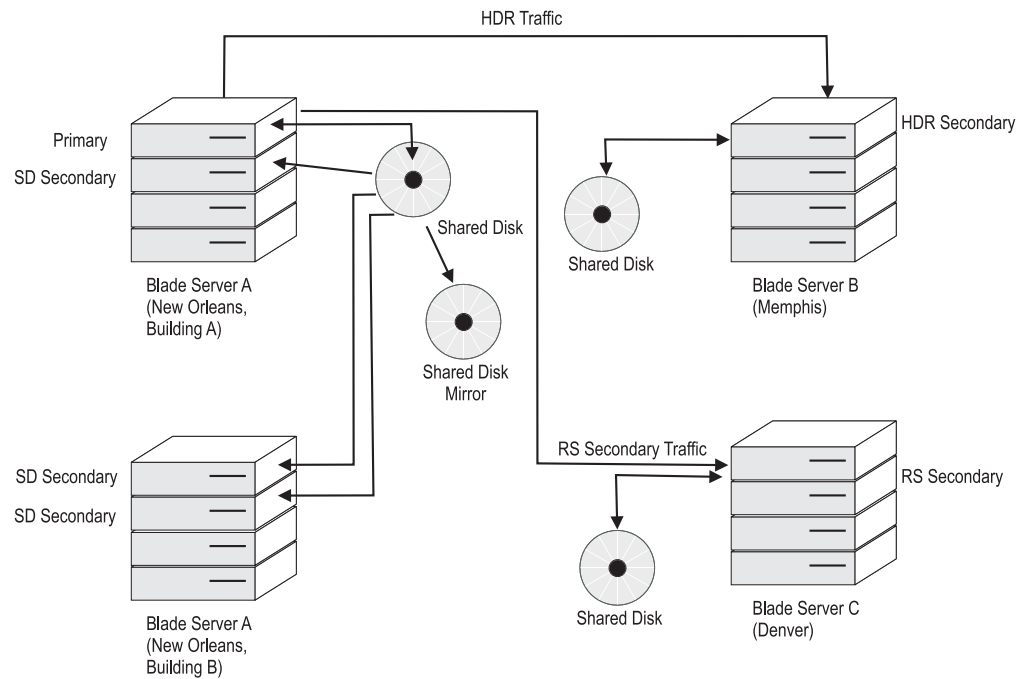 HDR Traffic
Primary
SD Secondary
HDR Secondary
Shared Disk
Shared Disk
Blade Server A
(New Orleans,
Building A)
Blade Server B
(Memphis)
Shared Disk
Mirror
RS Secondary Traffic
SD Secondary
SD Secondary
RS Secondary
Shared Disk
Blade Server A
(New Orleans,
Building B)
Blade Server C
(Denver)